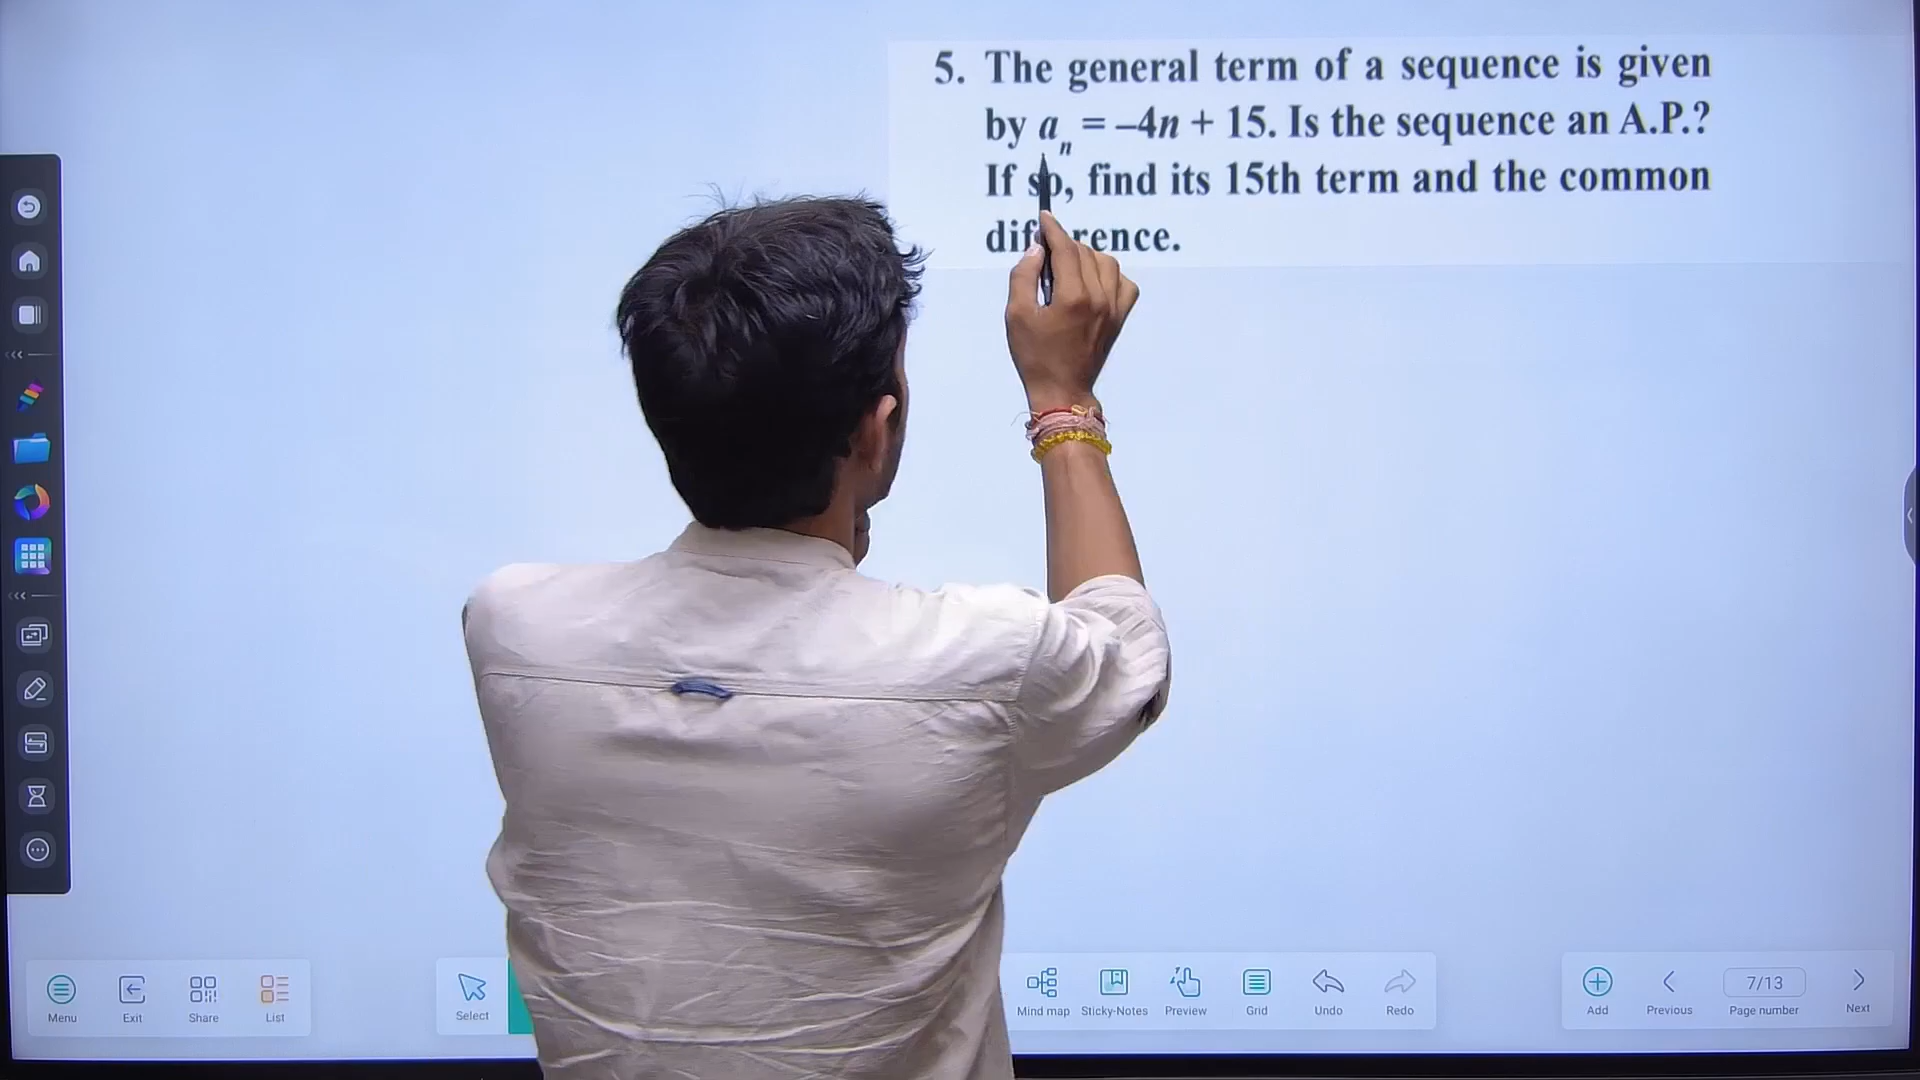 5. The general term of a sequence is given
by aₙ = –4n + 15. Is the sequence an A.P.?
If so, find its 15th term and the common
difference.
Menu Exit Share List Select Mind map Sticky-Notes Preview Grid Undo Redo Add Previous 7/13 Page number Next